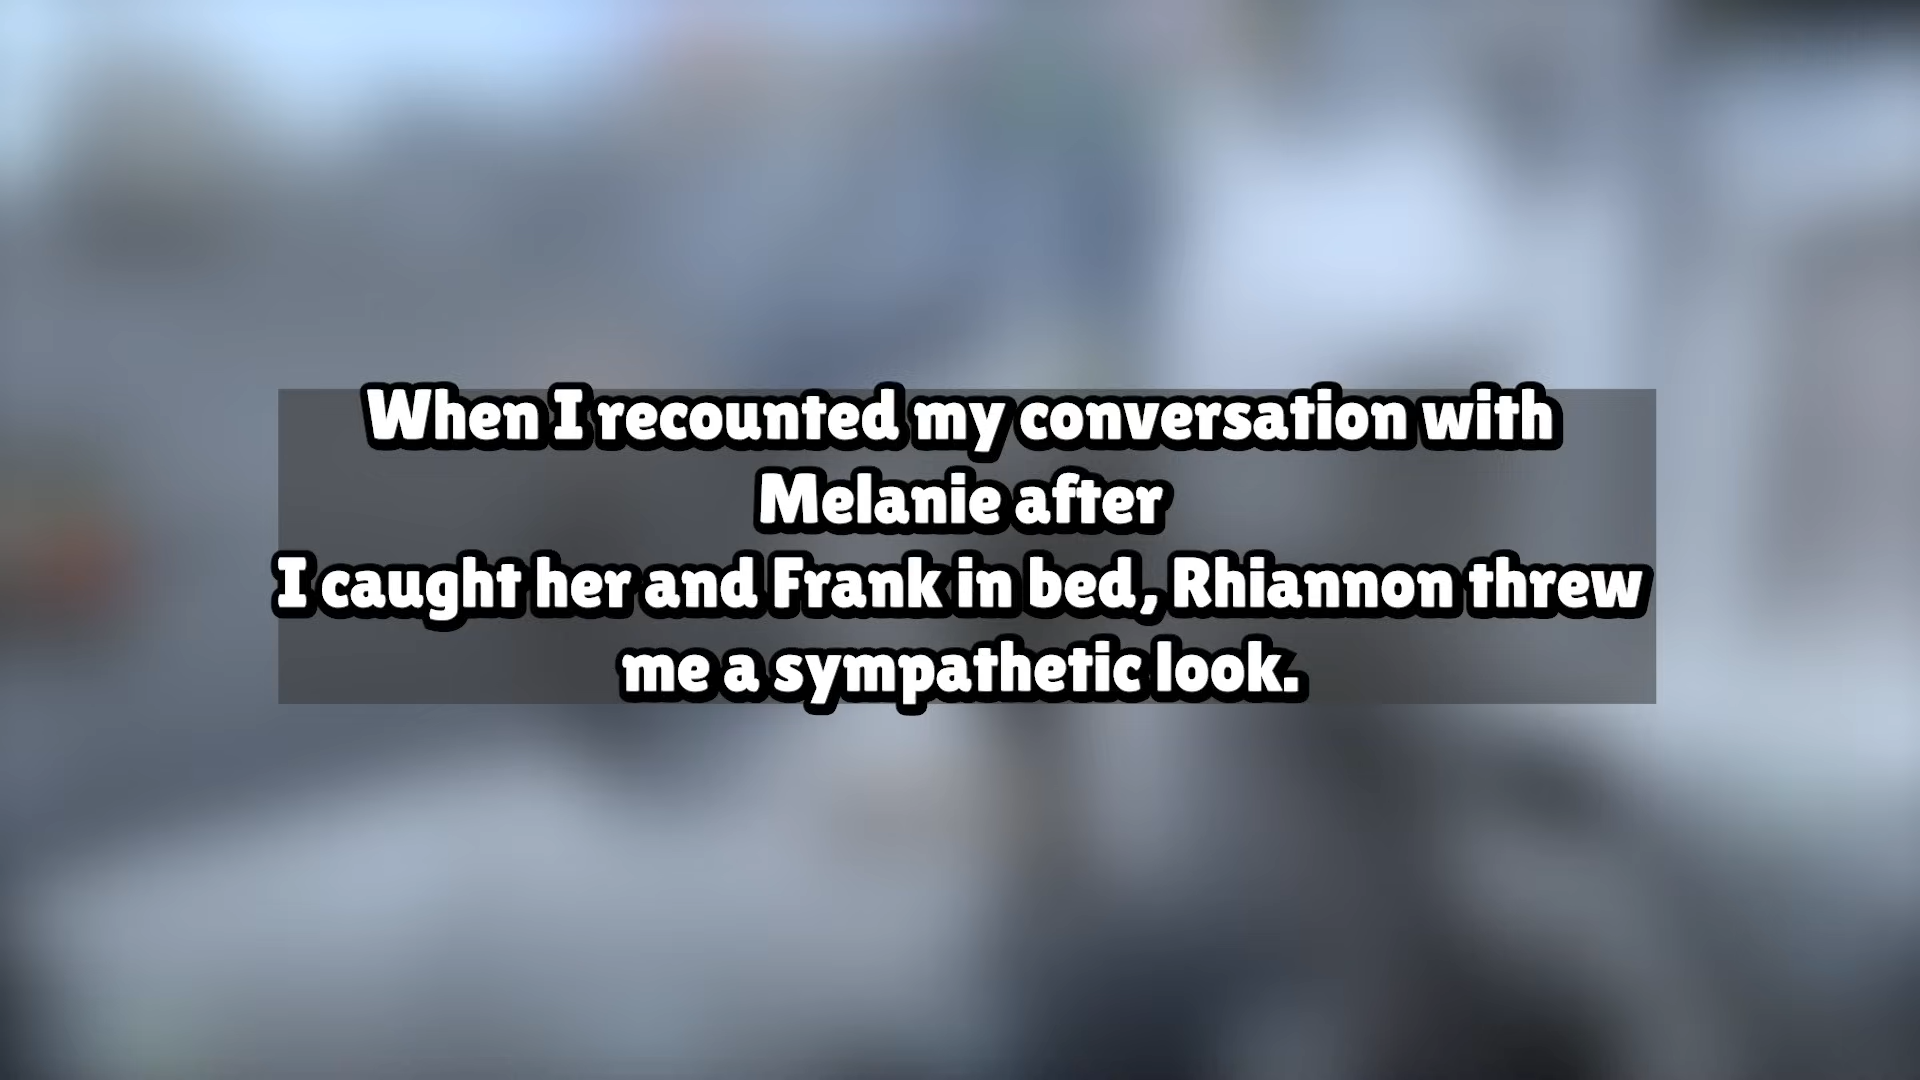 When I recounted my conversation with
Melanie after
I caught her and Frank in bed, Rhiannon threw
me a sympathetic look.